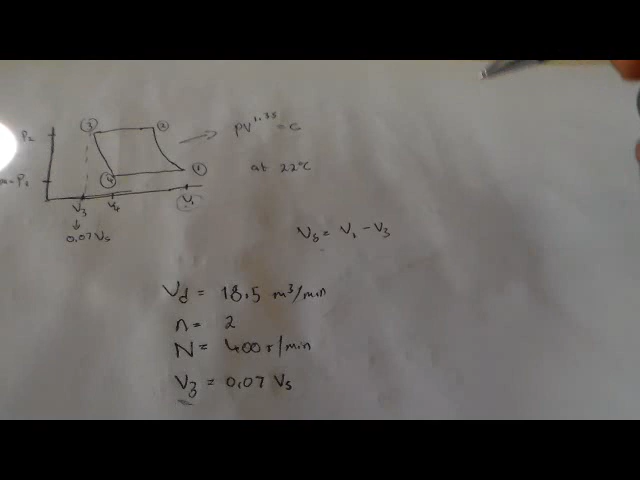 ③ ②
P₂
PV^1.35 = c
①
at 22°C
④
P₁
V₃ V₄ V₁
0.07 Vs
Vs = V₁ - V₃
Vd = 18.5 m³/min
n = 2
N = 400 r/min
V₃ = 0.07 Vs